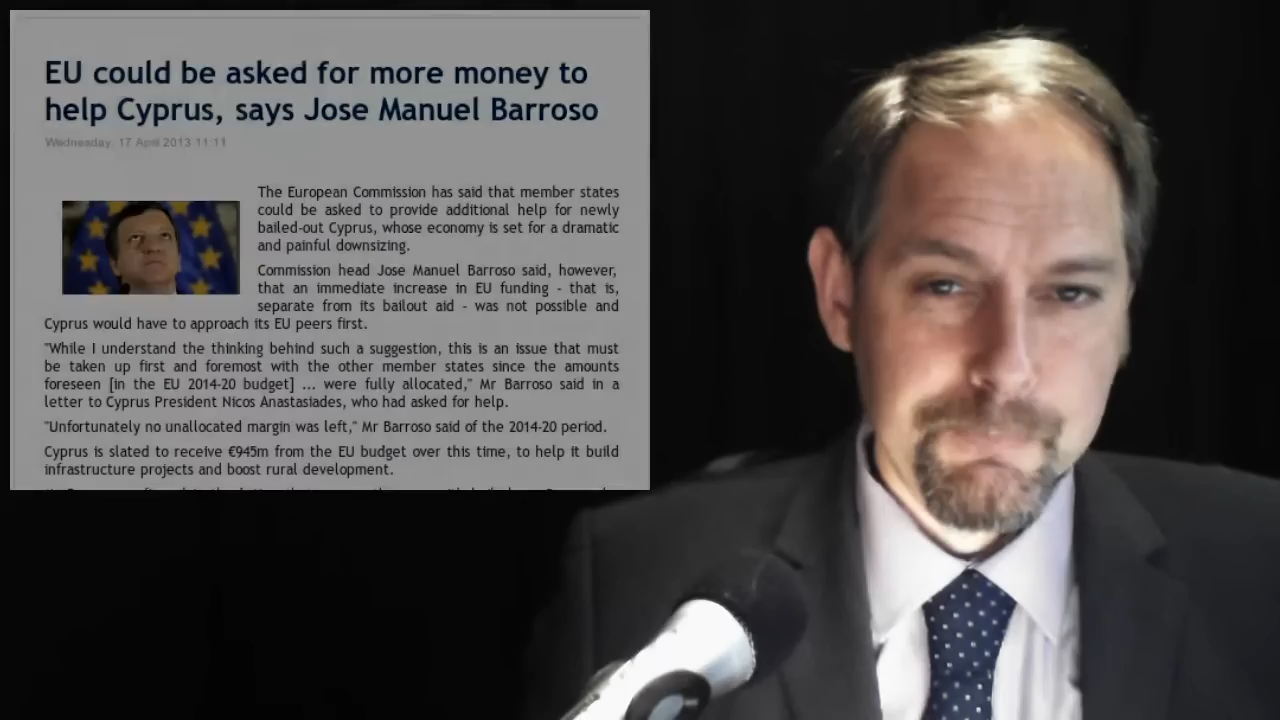 EU could be asked for more money to
help Cyprus, says Jose Manuel Barroso
Wednesday, 17 April 2013 11:11
The European Commission has said that member states
could be asked to provide additional help for newly
bailed-out Cyprus, whose economy is set for a dramatic
and painful downsizing.
Commission head Jose Manuel Barroso said, however,
that an immediate increase in EU funding - that is,
separate from its bailout aid - was not possible and
Cyprus would have to approach its EU peers first.
"While I understand the thinking behind such a suggestion, this is an issue that must
be taken up first and foremost with the other member states since the amounts
foreseen [in the EU 2014-20 budget] ... were fully allocated," Mr Barroso said in a
letter to Cyprus President Nicos Anastasiades, who had asked for help.
"Unfortunately no unallocated margin was left," Mr Barroso said of the 2014-20 period.
Cyprus is slated to receive €945m from the EU budget over this time, to help it build
infrastructure projects and boost rural development.